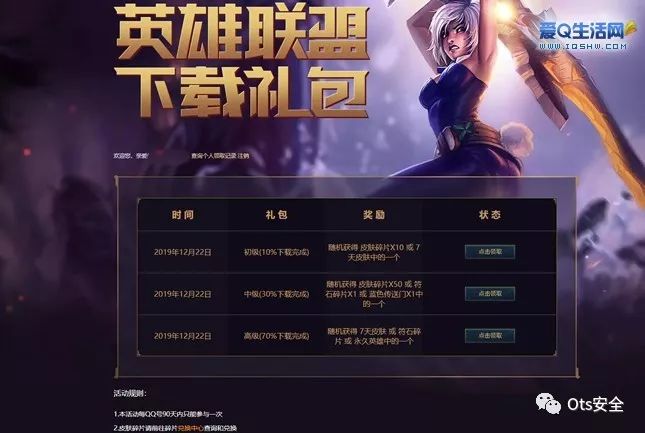 英雄联盟
爱Q生活网
WWW.IQSHW.COM
下载礼包
欢迎您，亲爱/ 查询个人领取记录 注销
时间 礼包 奖励 状态
2019年12月22日 初级(10%下载完成) 随机获得 皮肤碎片X10 或 7
天皮肤中的一个 点击领取
2019年12月22日 中级(30%下载完成) 随机获得 皮肤碎片X50 或 符
石碎片X1 或 蓝色传送门X1中
的一个 点击领取
2019年12月22日 高级(70%下载完成) 随机获得 7天皮肤 或 符石碎
片 或 永久英雄中的一个 点击领取
活动规则：
1.本活动每QQ号90天内只能参与一次
2.皮肤碎片请前往碎片兑换中心查询和兑换
Ots安全